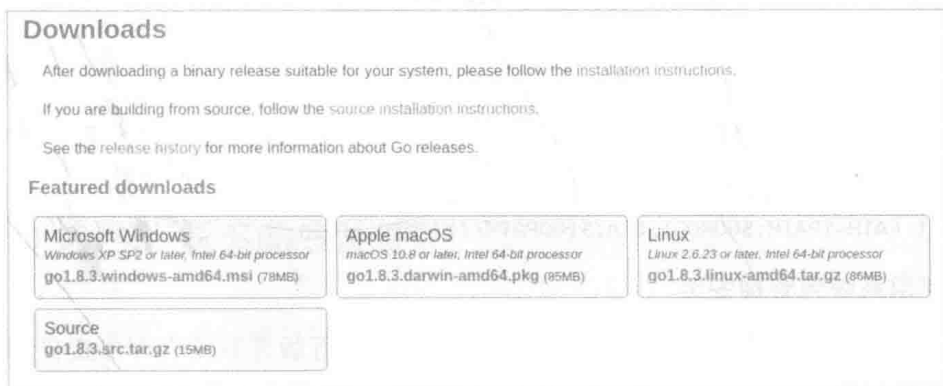 Downloads
After downloading a binary release suitable for your system, please follow the installation instructions.
If you are building from source, follow the source installation instructions.
See the release history for more information about Go releases.
Featured downloads
Microsoft Windows
Windows XP SP2 or later, Intel 64-bit processor
go1.8.3.windows-amd64.msi (78MB)
Apple macOS
macOS 10.8 or later, Intel 64-bit processor
go1.8.3.darwin-amd64.pkg (95MB)
Linux
Linux 2.6.23 or later, Intel 64-bit processor
go1.8.3.linux-amd64.tar.gz (86MB)
Source
go1.8.3.src.tar.gz (15MB)